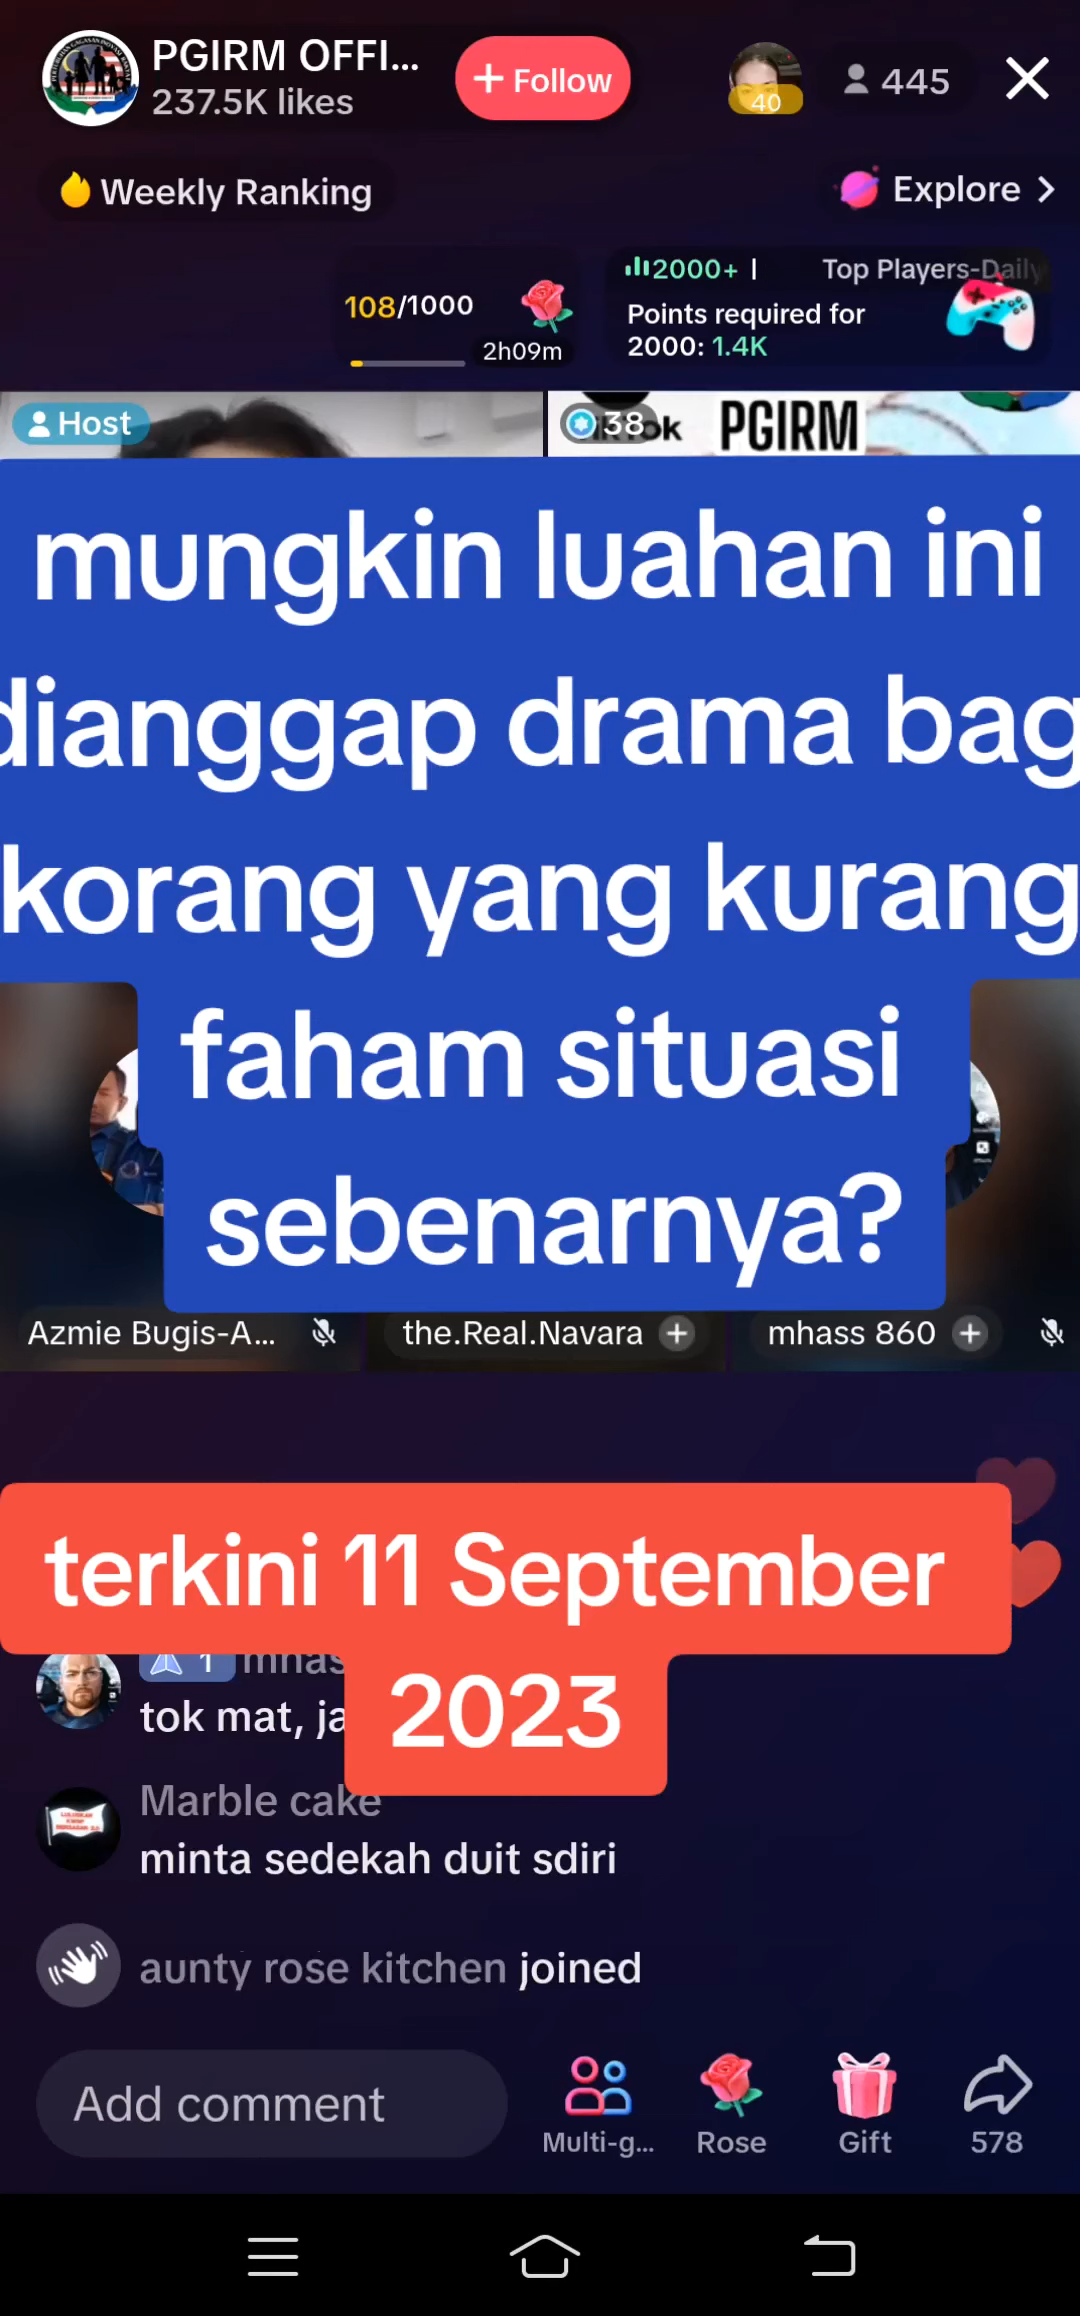 PGIRM OFFI...
237.5K likes
+ Follow
40
445
Weekly Ranking
Explore >
108/1000
2h09m
2000+ | Top Players-Daily
Points required for
2000: 1.4K
Host
38
PGIRM
mungkin luahan ini
dianggap drama bag
korang yang kurang
faham situasi
sebenarnya?
Azmie Bugis-A...
the.Real.Navara +
mhass 860 +
terkini 11 September
2023
1 mhas
tok mat, ja
Marble cake
minta sedekah duit sdiri
aunty rose kitchen joined
Add comment
Multi-g...
Rose
Gift
578